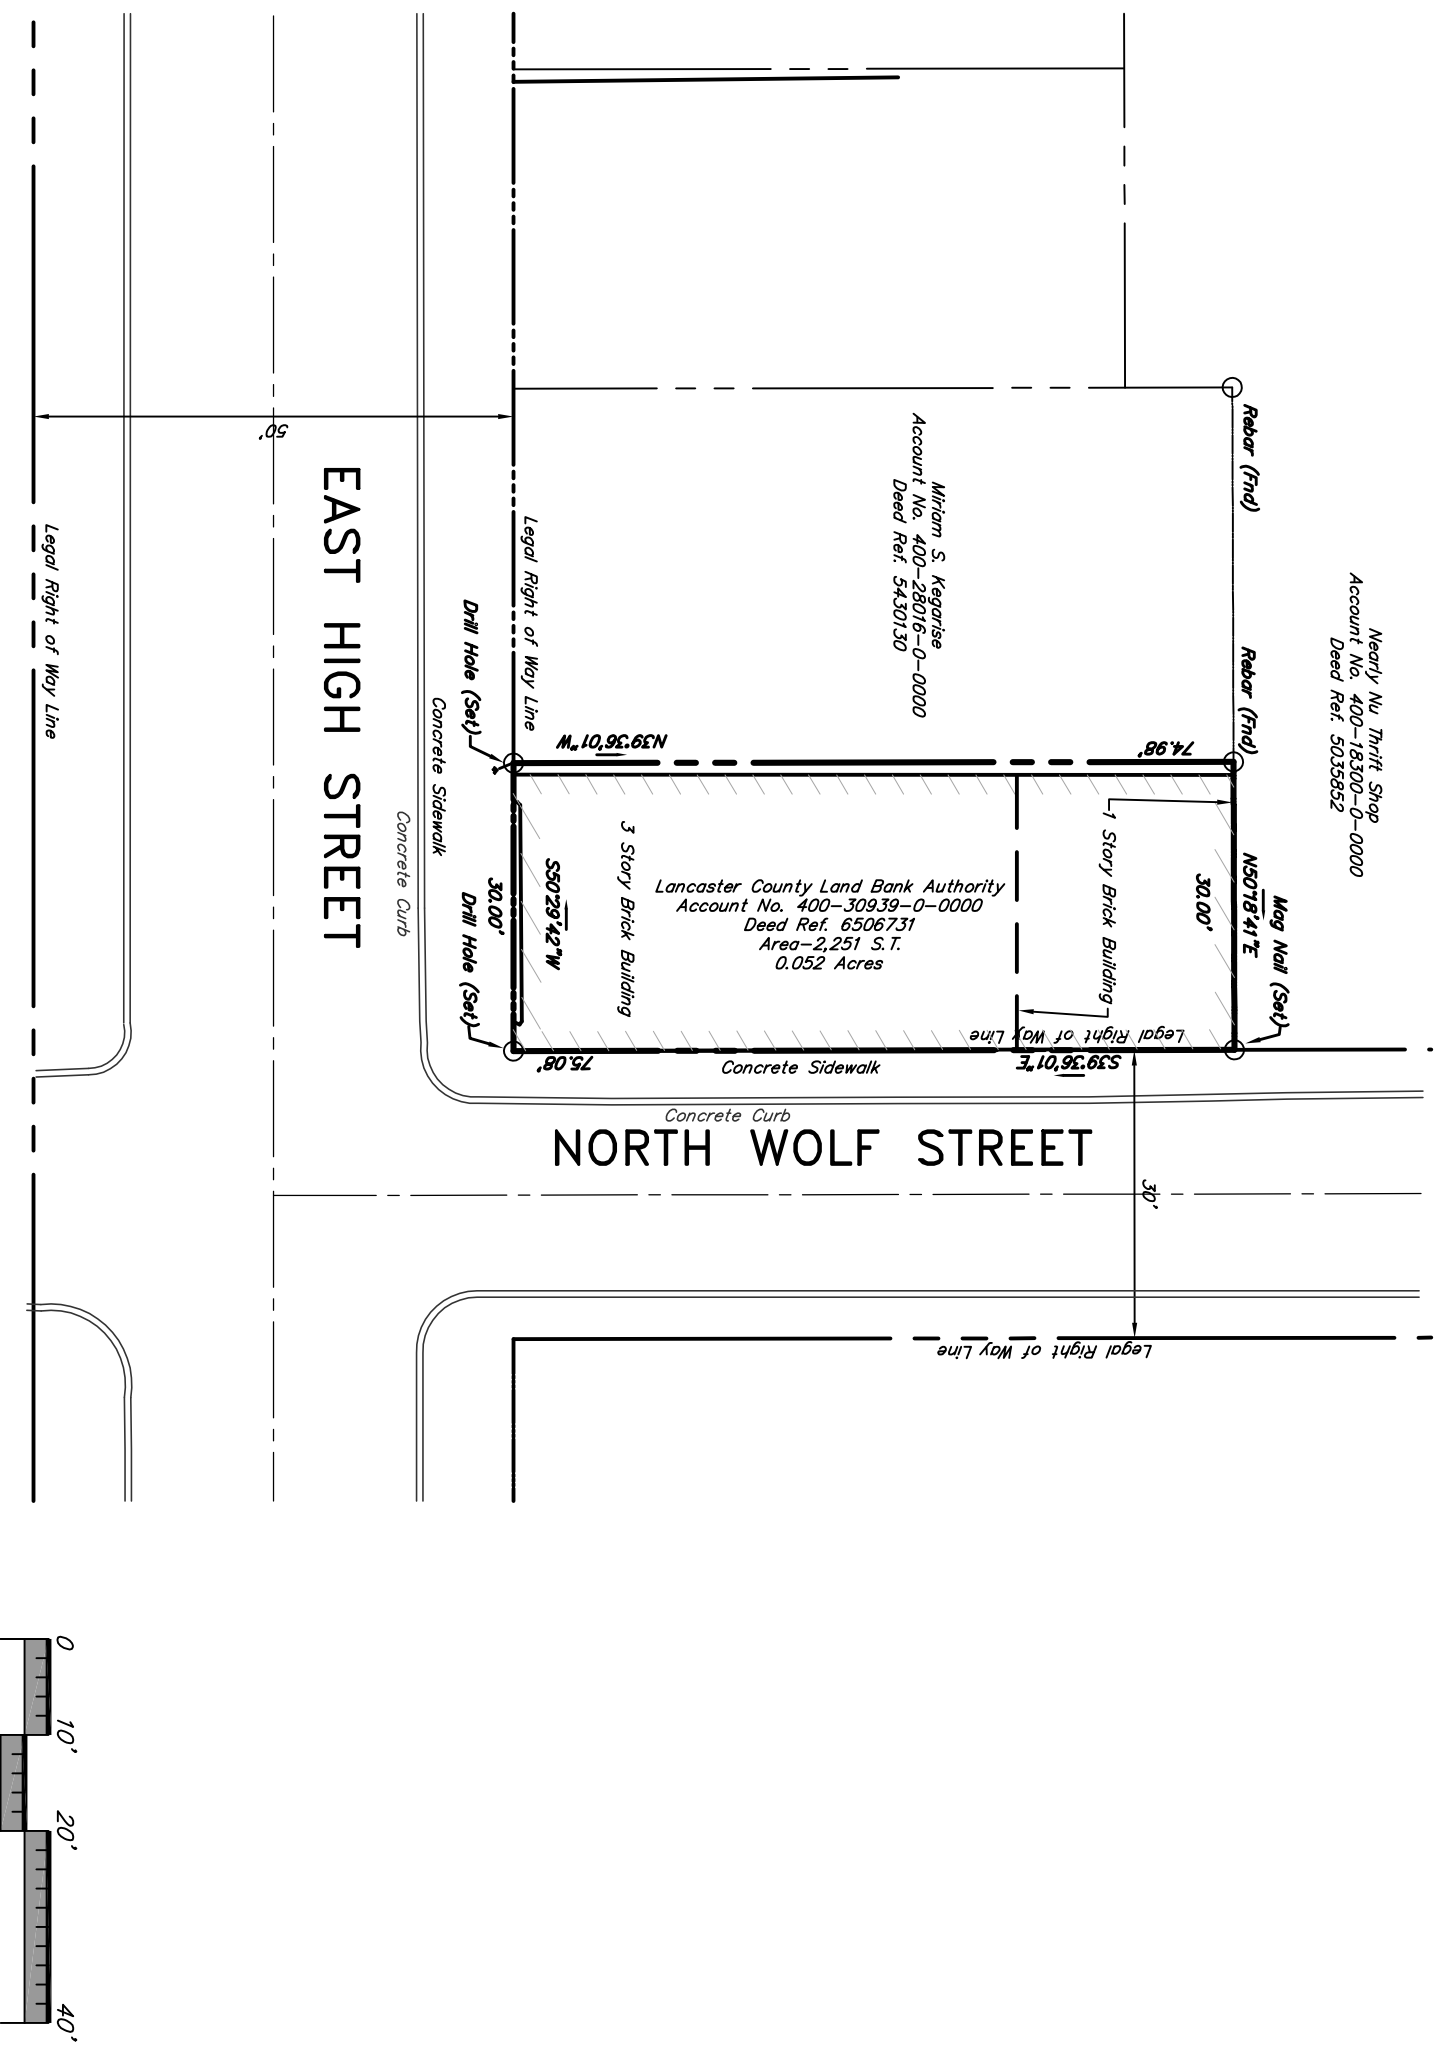 Rebar (Fnd)
Nearly Nu Thrift Shop
Account No. 400-18300-0-0000
Deed Ref. 5035852
Miriam S. Kegarise
Account No. 400-28016-0-0000
Deed Ref. 5430130
50'
EAST HIGH STREET
Legal Right of Way Line
Legal Right of Way Line
Drill Hole (Set)
Concrete Sidewalk
Concrete Curb
Rebar (Fnd)
N39°36'01"W
74.98'
1 Story Brick Building
3 Story Brick Building
S50°29'42"W
30.00'
Drill Hole (Set)
Lancaster County Land Bank Authority
Account No. 400-30939-0-0000
Deed Ref. 6506731
Area-2,251 S.T.
0.052 Acres
N50°18'41"E
30.00'
Mag Nail (Set)
Legal Right of Way Line
75.08'
S39°36'01"E
Concrete Sidewalk
Concrete Curb
NORTH WOLF STREET
30'
Legal Right of Way Line
0
10'
20'
40'